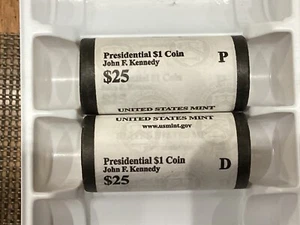 Presidential $1 Coin P
John F. Kennedy
$25
UNITED STATES MINT
UNITED STATES MINT
www.usmint.gov
Presidential $1 Coin D
John F. Kennedy
$25